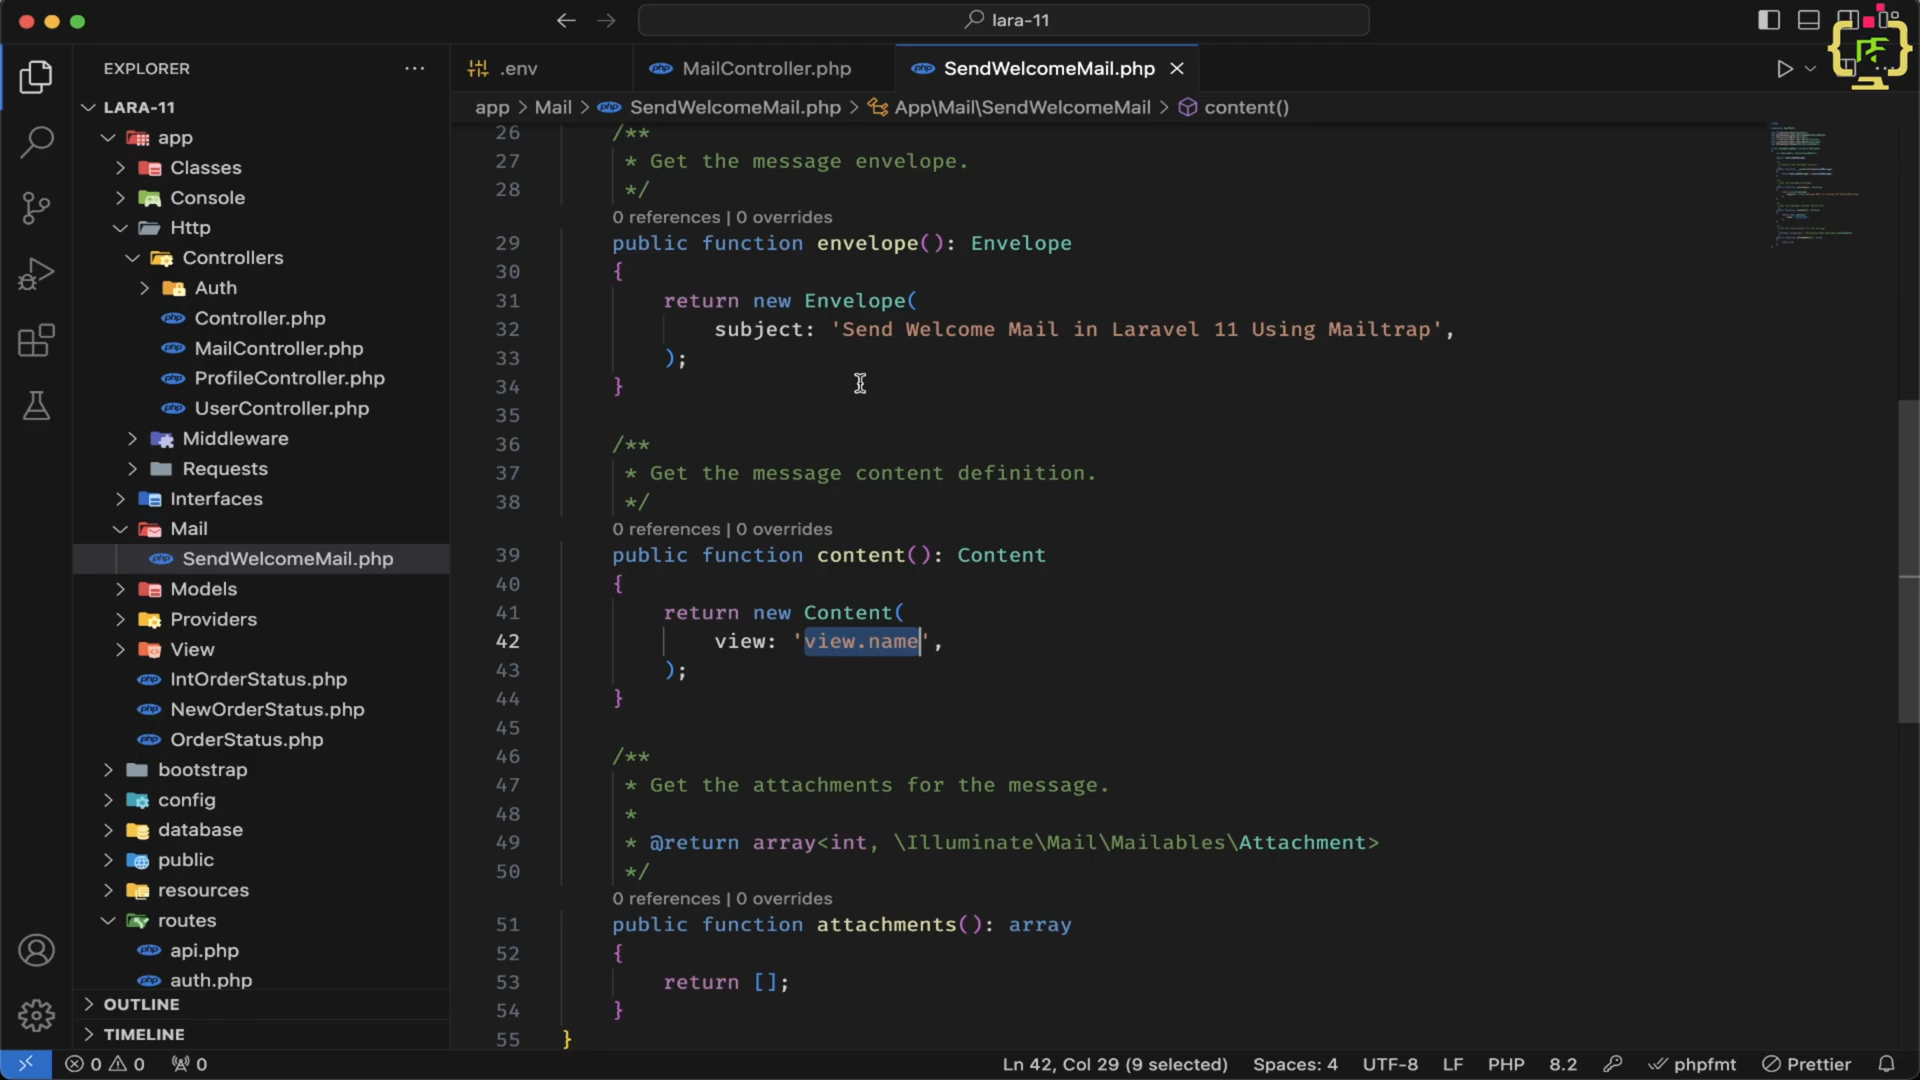 lara-11
EXPLORER
.env
MailController.php
SendWelcomeMail.php
LARA-11
app > Mail > SendWelcomeMail.php > App\Mail\SendWelcomeMail > content()
app
Classes
Console
Http
Controllers
Auth
Controller.php
MailController.php
ProfileController.php
UserController.php
Middleware
Requests
Interfaces
Mail
SendWelcomeMail.php
Models
Providers
View
IntOrderStatus.php
NewOrderStatus.php
OrderStatus.php
bootstrap
config
database
public
resources
routes
api.php
auth.php
OUTLINE
TIMELINE
26 /**
27 * Get the message envelope.
28 */
0 references | 0 overrides
29 public function envelope(): Envelope
30 {
31 return new Envelope(
32 subject: 'Send Welcome Mail in Laravel 11 Using Mailtrap',
33 );
34 }
35
36 /**
37 * Get the message content definition.
38 */
0 references | 0 overrides
39 public function content(): Content
40 {
41 return new Content(
42 view: 'view.name',
43 );
44 }
45
46 /**
47 * Get the attachments for the message.
48 *
49 * @return array<int, \Illuminate\Mail\Mailables\Attachment>
50 */
0 references | 0 overrides
51 public function attachments(): array
52 {
53 return [];
54 }
55 }
0 0 0
Ln 42, Col 29 (9 selected)
Spaces: 4
UTF-8
LF
PHP
8.2
phpfmt
Prettier